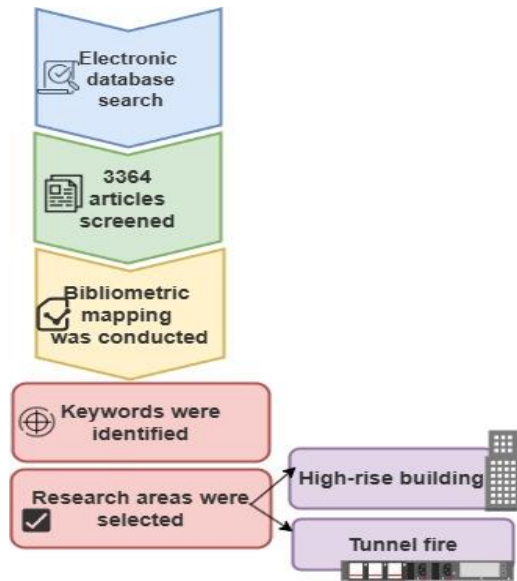 Electronic
database
search
3364
articles
screened
Bibliometric
mapping
was conducted
Keywords were
identified
Research areas were
selected
High-rise building
Tunnel fire